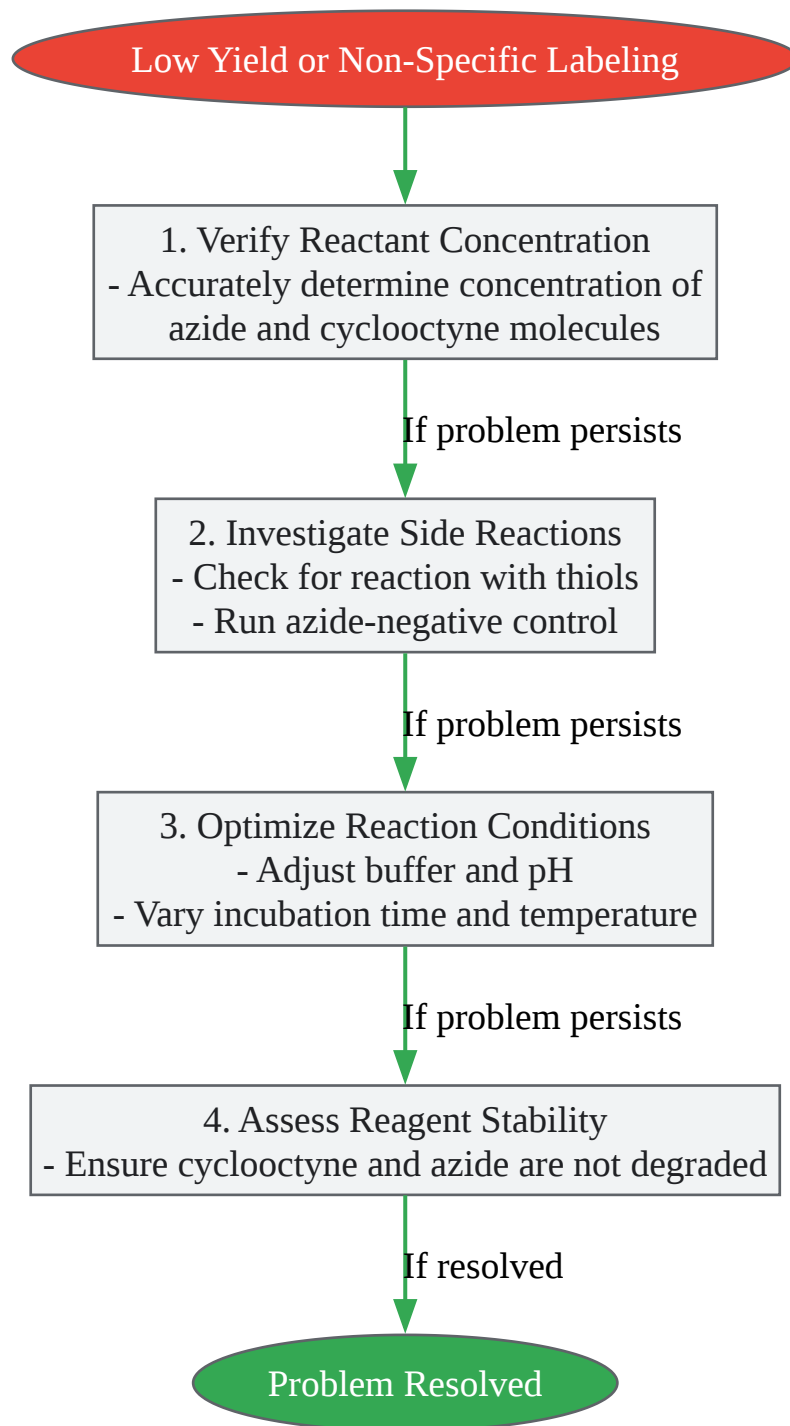 Low Yield or Non-Specific Labeling
1. Verify Reactant Concentration
- Accurately determine concentration of
azide and cyclooctyne molecules
If problem persists
2. Investigate Side Reactions
- Check for reaction with thiols
- Run azide-negative control
If problem persists
3. Optimize Reaction Conditions
- Adjust buffer and pH
- Vary incubation time and temperature
If problem persists
4. Assess Reagent Stability
- Ensure cyclooctyne and azide are not degraded
If resolved
Problem Resolved